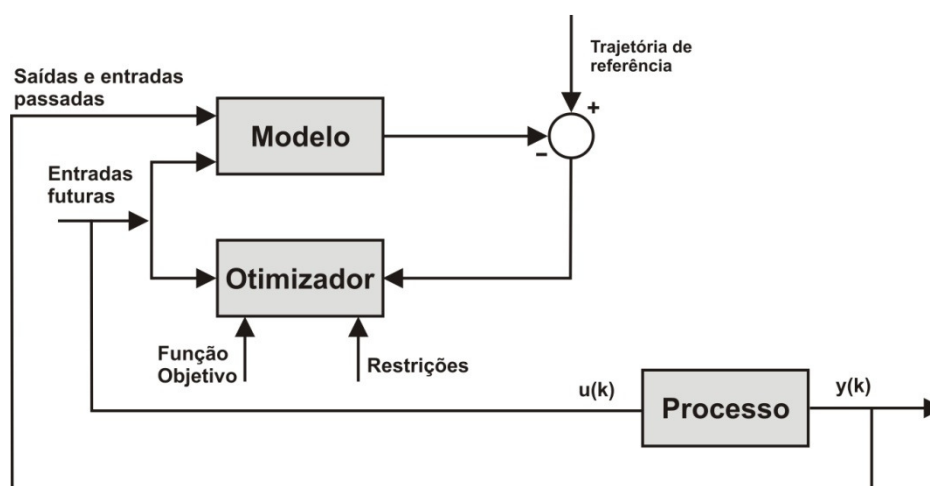 Trajetória de
referência
+
Saídas e entradas
passadas
Modelo
−
Entradas
futuras
Otimizador
Função
Objetivo
Restrições
u(k)
Processo
y(k)